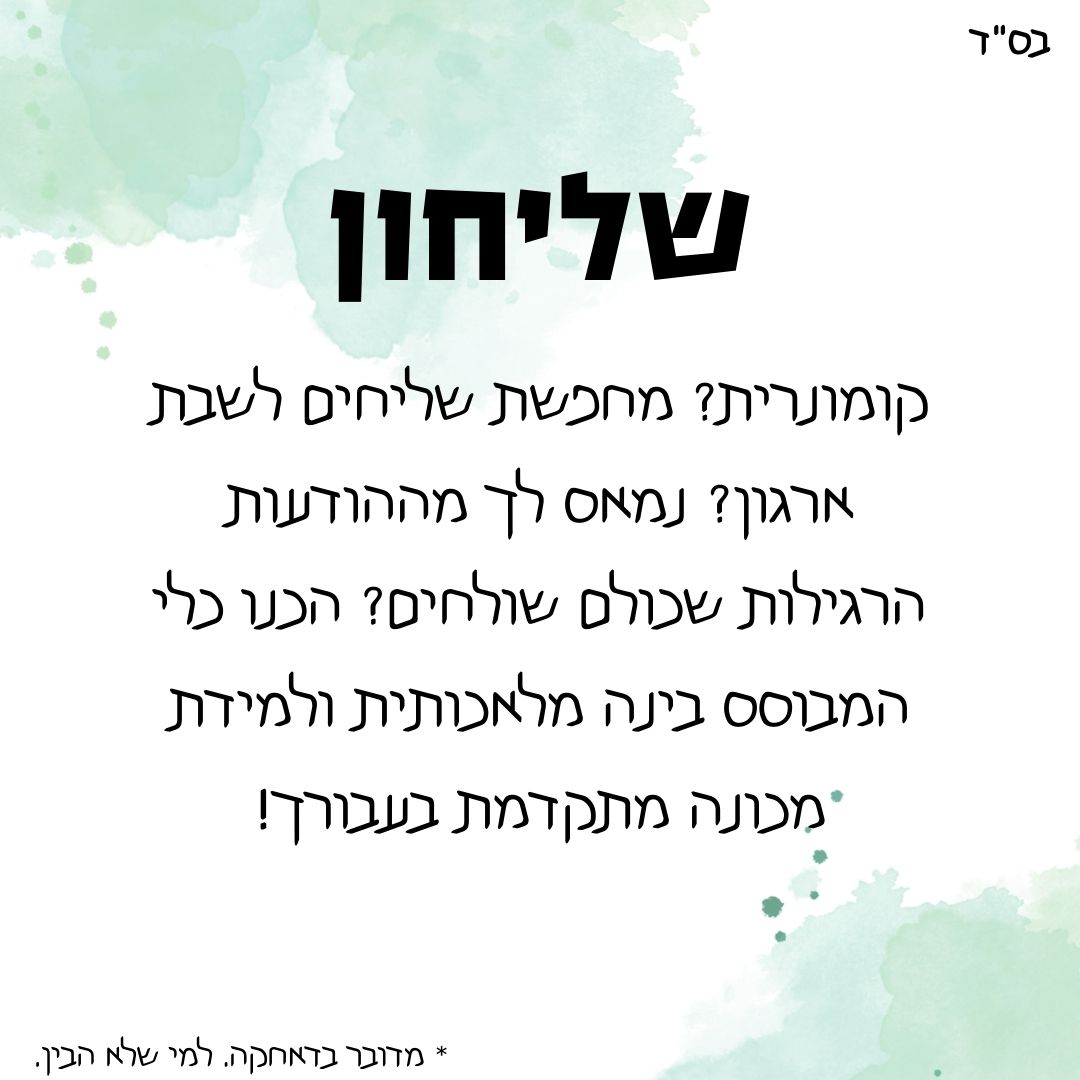 בס"ד
שליחון
קומונרית? מחפשת שליחים לשבת
ארגון? נמאס לך מההודעות
הרגילות שכולם שולחים? הכנו כלי
המבוסס בינה מלאכותית ולמידת
מכונה מתקדמת בעבורך!
* מדובר בדאחקה. למי שלא הבין.